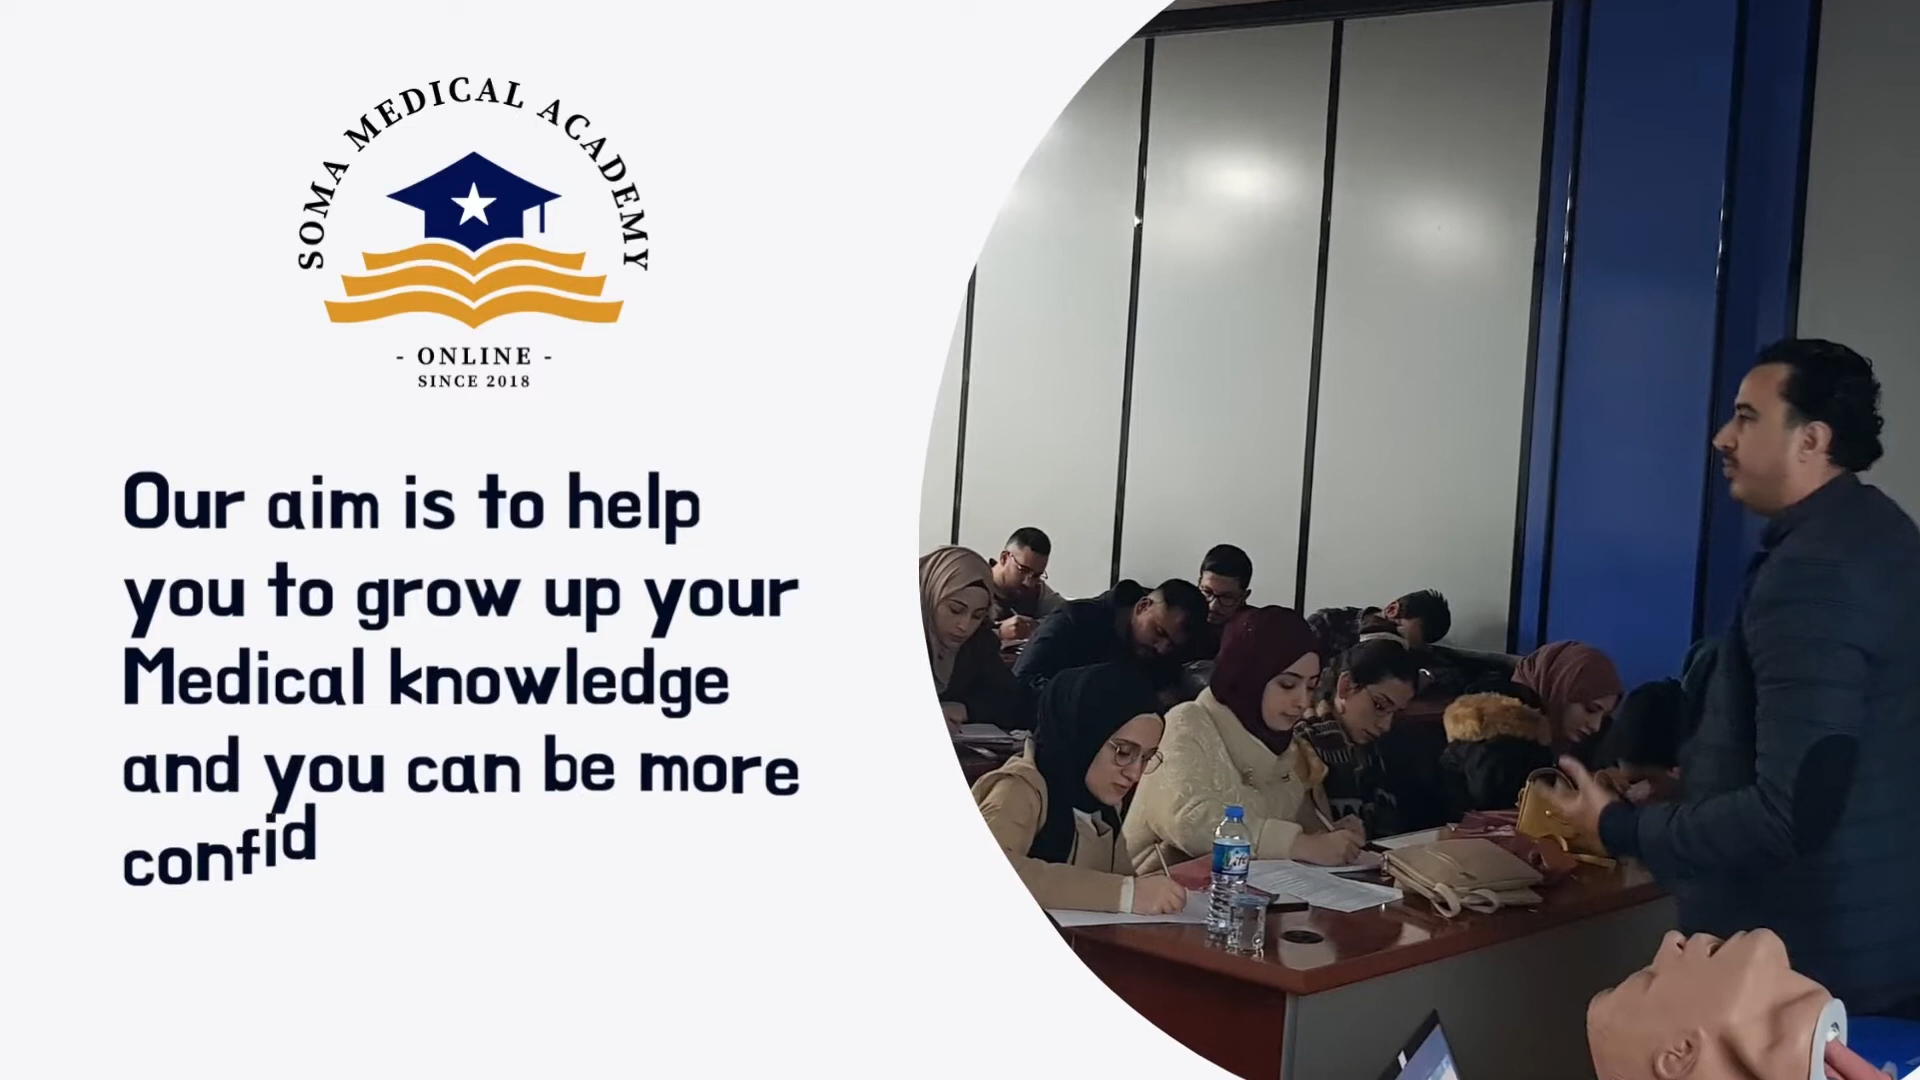 SOMA MEDICAL ACADEMY
- ONLINE -
SINCE 2018
Our aim is to help
you to grow up your
Medical knowledge
and you can be more
confid